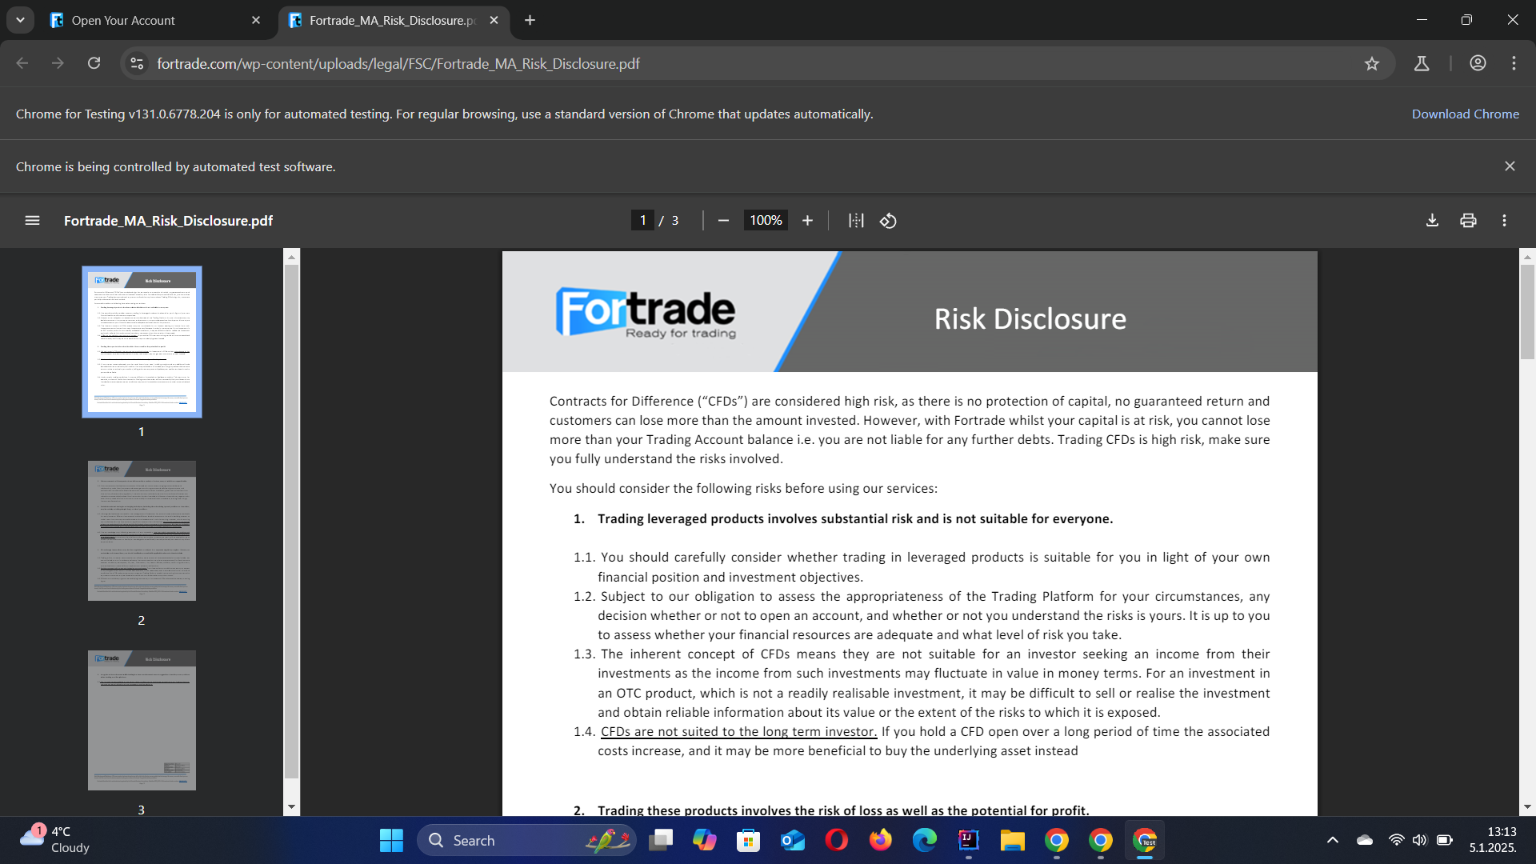 Open Your Account
Fortrade_MA_Risk_Disclosure.pd
fortrade.com/wp-content/uploads/legal/FSC/Fortrade_MA_Risk_Disclosure.pdf
Chrome for Testing v131.0.6778.204 is only for automated testing. For regular browsing, use a standard version of Chrome that updates automatically.
Download Chrome
Chrome is being controlled by automated test software.
Fortrade_MA_Risk_Disclosure.pdf
1 / 3
100%
1
2
3
Fortrade
Ready for trading
Risk Disclosure
Contracts for Difference (“CFDs”) are considered high risk, as there is no protection of capital, no guaranteed return and
customers can lose more than the amount invested. However, with Fortrade whilst your capital is at risk, you cannot lose
more than your Trading Account balance i.e. you are not liable for any further debts. Trading CFDs is high risk, make sure
you fully understand the risks involved.
You should consider the following risks before using our services:
1. Trading leveraged products involves substantial risk and is not suitable for everyone.
1.1. You should carefully consider whether trading in leveraged products is suitable for you in light of your own
financial position and investment objectives.
1.2. Subject to our obligation to assess the appropriateness of the Trading Platform for your circumstances, any
decision whether or not to open an account, and whether or not you understand the risks is yours. It is up to you
to assess whether your financial resources are adequate and what level of risk you take.
1.3. The inherent concept of CFDs means they are not suitable for an investor seeking an income from their
investments as the income from such investments may fluctuate in value in money terms. For an investment in
an OTC product, which is not a readily realisable investment, it may be difficult to sell or realise the investment
and obtain reliable information about its value or the extent of the risks to which it is exposed.
1.4. CFDs are not suited to the long term investor. If you hold a CFD open over a long period of time the associated
costs increase, and it may be more beneficial to buy the underlying asset instead
2. Trading these products involves the risk of loss as well as the potential for profit.
1
4°C
Cloudy
Search
13:13
5.1.2025.